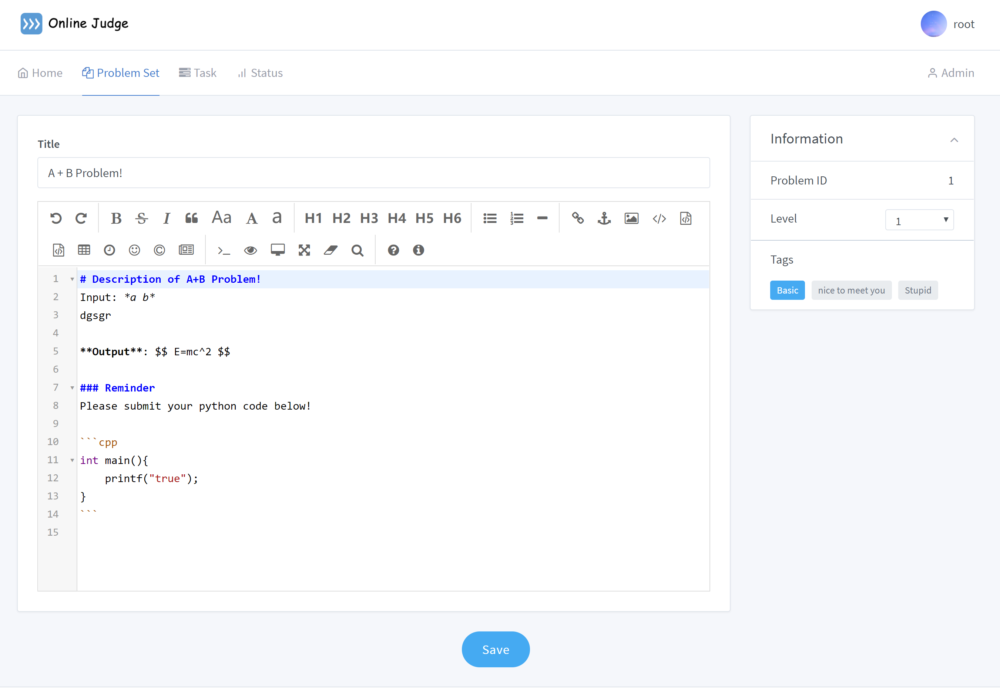 Online Judge
root
Home Problem Set Task Status Admin
Title
A + B Problem!
B S I Aa A a H1 H2 H3 H4 H5 H6
1 # Description of A+B Problem!
2 Input: *a b*
3 dgsgr
4
5 **Output**: $$ E=mc^2 $$
6
7 ### Reminder
8 Please submit your python code below!
9
10 ```cpp
11 int main(){
12     printf("true");
13 }
14 ```
15
Save
Information
Problem ID 1
Level 1
Tags
Basic nice to meet you Stupid